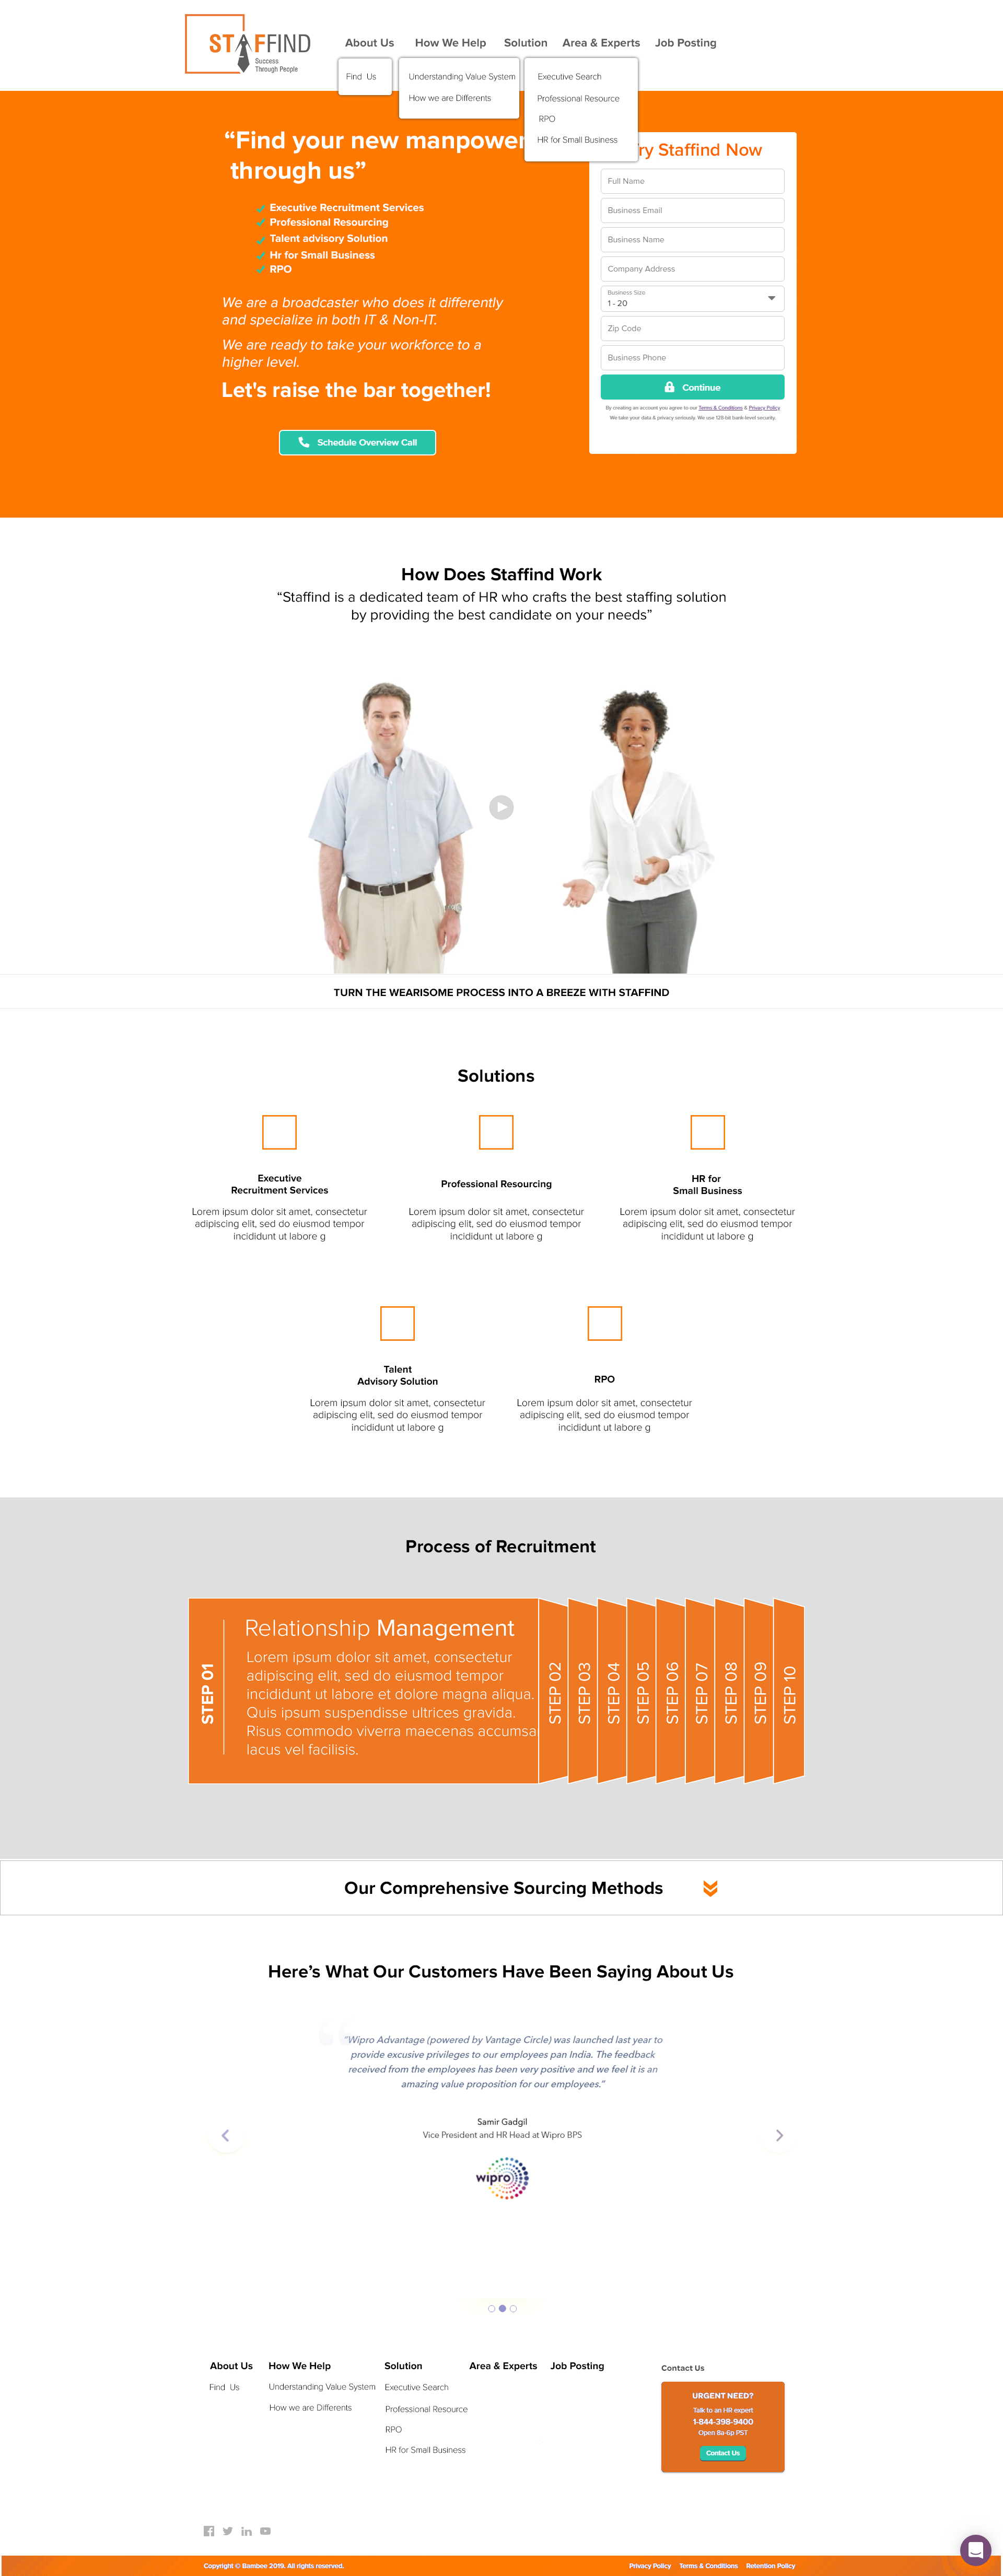 STAFFIND
Success
Through People
About Us How We Help Solution Area & Experts Job Posting
Find Us
Understanding Value System
How we are Differents
Executive Search
Professional Resource
RPO
HR for Small Business
“Find your new manpower
through us”
Executive Recruitment Services
Professional Resourcing
Talent advisory Solution
Hr for Small Business
RPO
We are a broadcaster who does it differently
and specialize in both IT & Non-IT.
We are ready to take your workforce to a
higher level.
Let's raise the bar together!
Schedule Overview Call
ry Staffind Now
Full Name
Business Email
Business Name
Company Address
Business Size
1 - 20
Zip Code
Business Phone
Continue
By creating an account you agree to our Terms & Conditions & Privacy Policy
We take your data & privacy seriously. We use 128-bit bank-level security.
How Does Staffind Work
“Staffind is a dedicated team of HR who crafts the best staffing solution
by providing the best candidate on your needs”
TURN THE WEARISOME PROCESS INTO A BREEZE WITH STAFFIND
Solutions
Executive
Recruitment Services
Lorem ipsum dolor sit amet, consectetur
adipiscing elit, sed do eiusmod tempor
incididunt ut labore g
Professional Resourcing
Lorem ipsum dolor sit amet, consectetur
adipiscing elit, sed do eiusmod tempor
incididunt ut labore g
HR for
Small Business
Lorem ipsum dolor sit amet, consectetur
adipiscing elit, sed do eiusmod tempor
incididunt ut labore g
Talent
Advisory Solution
Lorem ipsum dolor sit amet, consectetur
adipiscing elit, sed do eiusmod tempor
incididunt ut labore g
RPO
Lorem ipsum dolor sit amet, consectetur
adipiscing elit, sed do eiusmod tempor
incididunt ut labore g
Process of Recruitment
STEP 01
Relationship Management
Lorem ipsum dolor sit amet, consectetur
adipiscing elit, sed do eiusmod tempor
incididunt ut labore et dolore magna aliqua.
Quis ipsum suspendisse ultrices gravida.
Risus commodo viverra maecenas accumsa
lacus vel facilisis.
STEP 02
STEP 03
STEP 04
STEP 05
STEP 06
STEP 07
STEP 08
STEP 09
STEP 10
Our Comprehensive Sourcing Methods
Here’s What Our Customers Have Been Saying About Us
“Wipro Advantage (powered by Vantage Circle) was launched last year to
provide excusive privileges to our employees pan India. The feedback
received from the employees has been very positive and we feel it is an
amazing value proposition for our employees.”
Samir Gadgil
Vice President and HR Head at Wipro BPS
wipro
About Us
Find Us
How We Help
Understanding Value System
How we are Differents
Solution
Executive Search
Professional Resource
RPO
HR for Small Business
Area & Experts
Job Posting
Contact Us
URGENT NEED?
Talk to an HR expert
1-844-398-9400
Open 8a-6p PST
Contact Us
Copyright © Bambee 2019. All rights reserved.
Privacy Policy Terms & Conditions Retention Policy